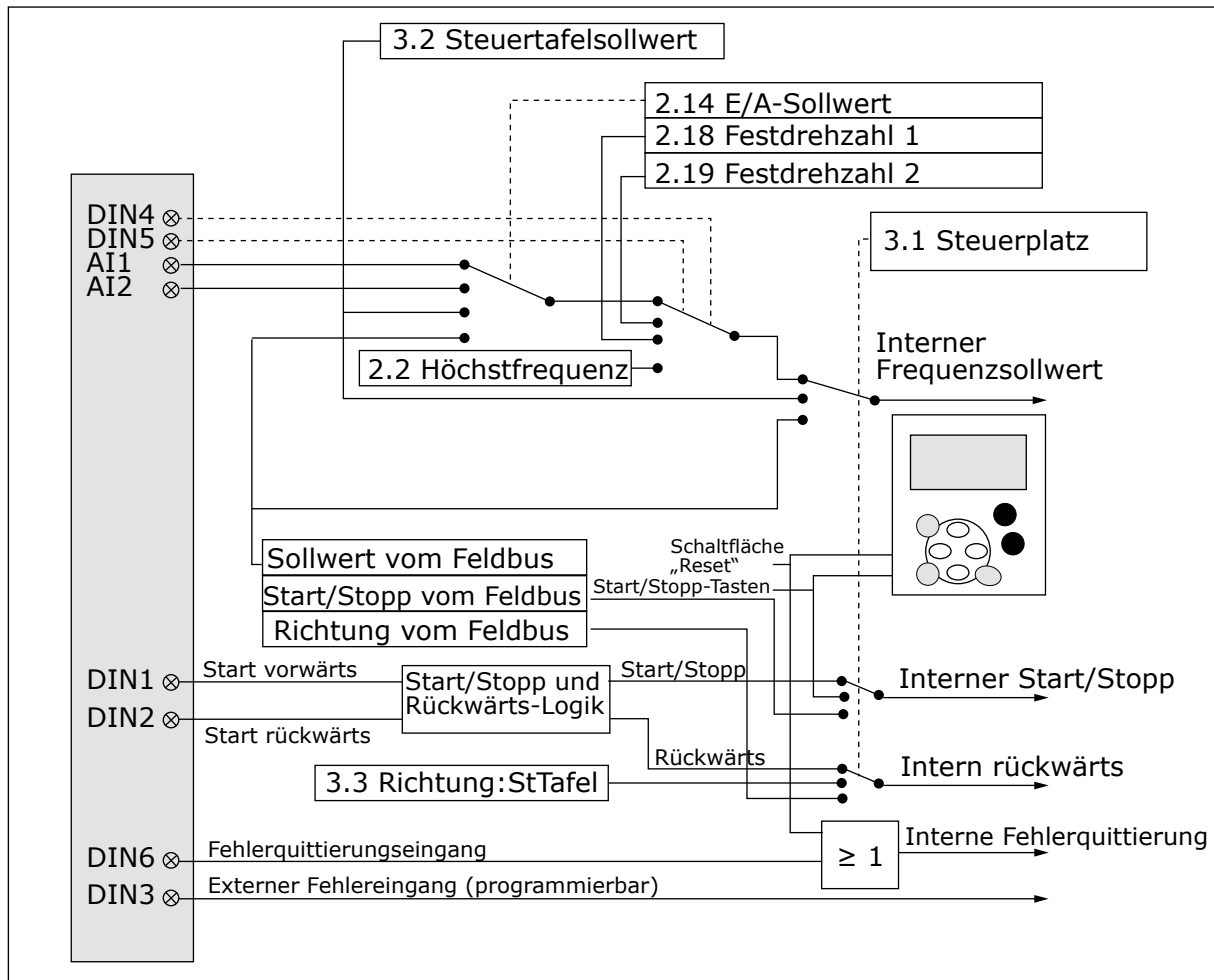 3.2 Steuertafelsollwert
2.14 E/A-Sollwert
2.18 Festdrehzahl 1
2.19 Festdrehzahl 2
DIN4
DIN5
AI1
AI2
3.1 Steuerplatz
2.2 Höchstfrequenz
Interner
Frequenzsollwert
Sollwert vom Feldbus
Start/Stopp vom Feldbus
Richtung vom Feldbus
Schaltfläche
„Reset“
Start/Stopp-Tasten
DIN1
Start vorwärts
DIN2
Start rückwärts
Start/Stopp und
Rückwärts-Logik
Start/Stopp
Interner Start/Stopp
Rückwärts
3.3 Richtung:StTafel
Intern rückwärts
DIN6
Fehlerquittierungseingang
≥ 1
Interne Fehlerquittierung
DIN3
Externer Fehlereingang (programmierbar)